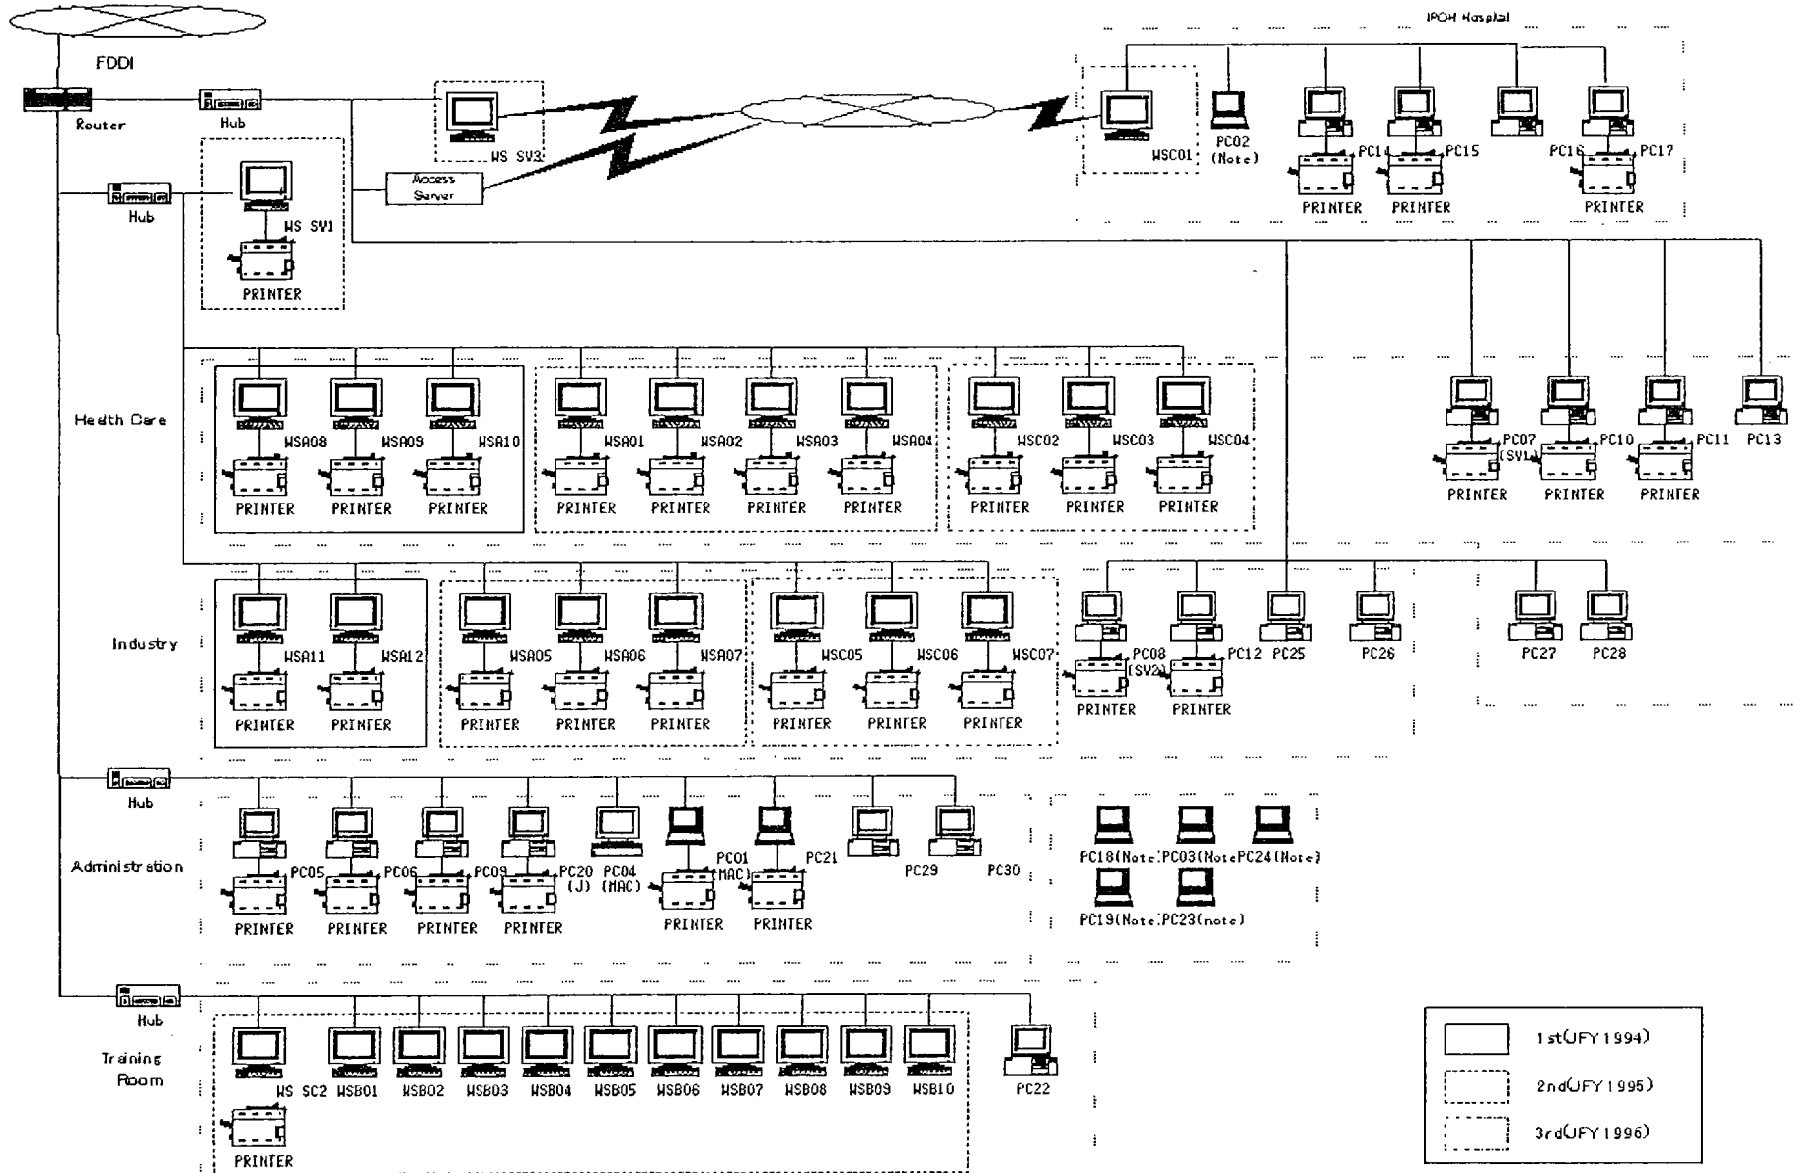 IPOH Hospital
FDDI
Router
Hub
WS SV3
WSC01
PC02
(Note)
PC14
PC15
PC16
PC17
PRINTER
PRINTER
PRINTER
Access
Server
Hub
WS SV1
PRINTER
Health Care
WSA08
WSA09
WSA10
WSA01
WSA02
WSA03
WSA04
WSC02
WSC03
WSC04
PC07
(SV1)
PC10
PC11
PC13
PRINTER
PRINTER
PRINTER
PRINTER
PRINTER
PRINTER
PRINTER
PRINTER
PRINTER
PRINTER
PRINTER
PRINTER
PRINTER
Industry
WSA11
WSA12
WSA05
WSA06
WSA07
WSC05
WSC06
WSC07
PC08
(SV2)
PC12
PC25
PC26
PC27
PC28
PRINTER
PRINTER
PRINTER
PRINTER
PRINTER
PRINTER
PRINTER
PRINTER
PRINTER
PRINTER
Hub
Administration
PC05
PC06
PC09
PC20
(J)
PC04
(MAC)
PC01
(MAC)
PC21
PC29
PC30
PRINTER
PRINTER
PRINTER
PRINTER
PRINTER
PRINTER
PC18(Note)
PC03(Note
PC24(Note)
PC19(Note)
PC23(note)
Hub
Training
Room
WS SC2
WSB01
WSB02
WSB03
WSB04
WSB05
WSB06
WSB07
WSB08
WSB09
WSB10
PC22
PRINTER
1st(JFY1994)
2nd(JFY1995)
3rd(JFY1996)